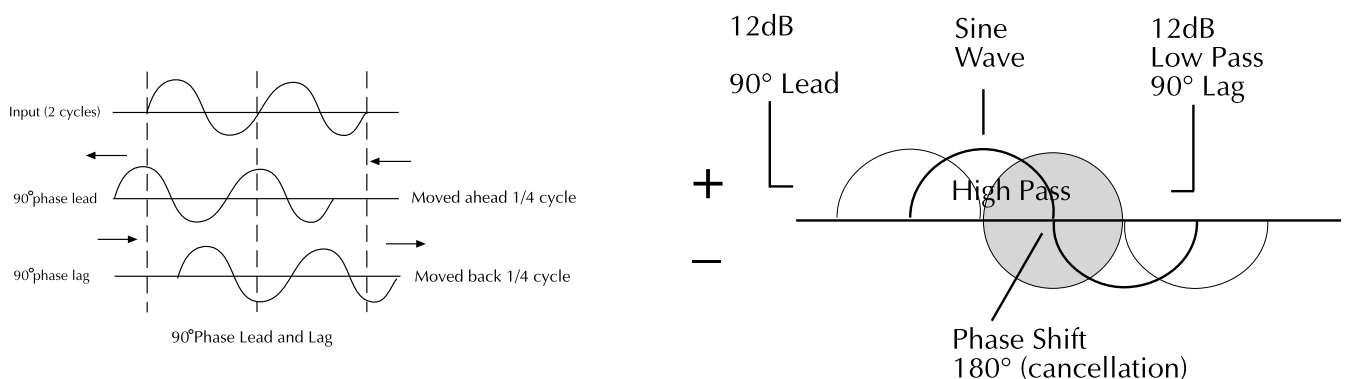 Input (2 cycles)
90°phase lead
Moved ahead 1/4 cycle
90°phase lag
Moved back 1/4 cycle
90°Phase Lead and Lag
12dB
90° Lead
Sine
Wave
12dB
Low Pass
90° Lag
+
High Pass
–
Phase Shift
180° (cancellation)